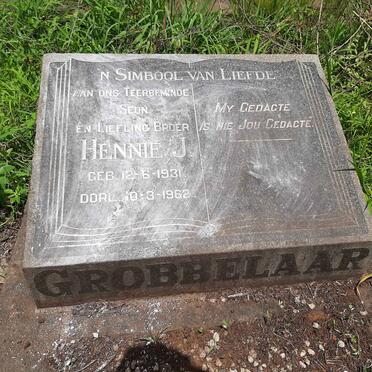 'N SIMBOOL VAN LIEFDE
AAN ONS TEERBEMINDE
SEUN
EN LIEFLING BROER
HENNIE J.
GEB. 12-6-1931
OORL. 10-3-1962
MY GEDAGTE
IS NIE JOU GEDAGTE.
GROBBELAAR